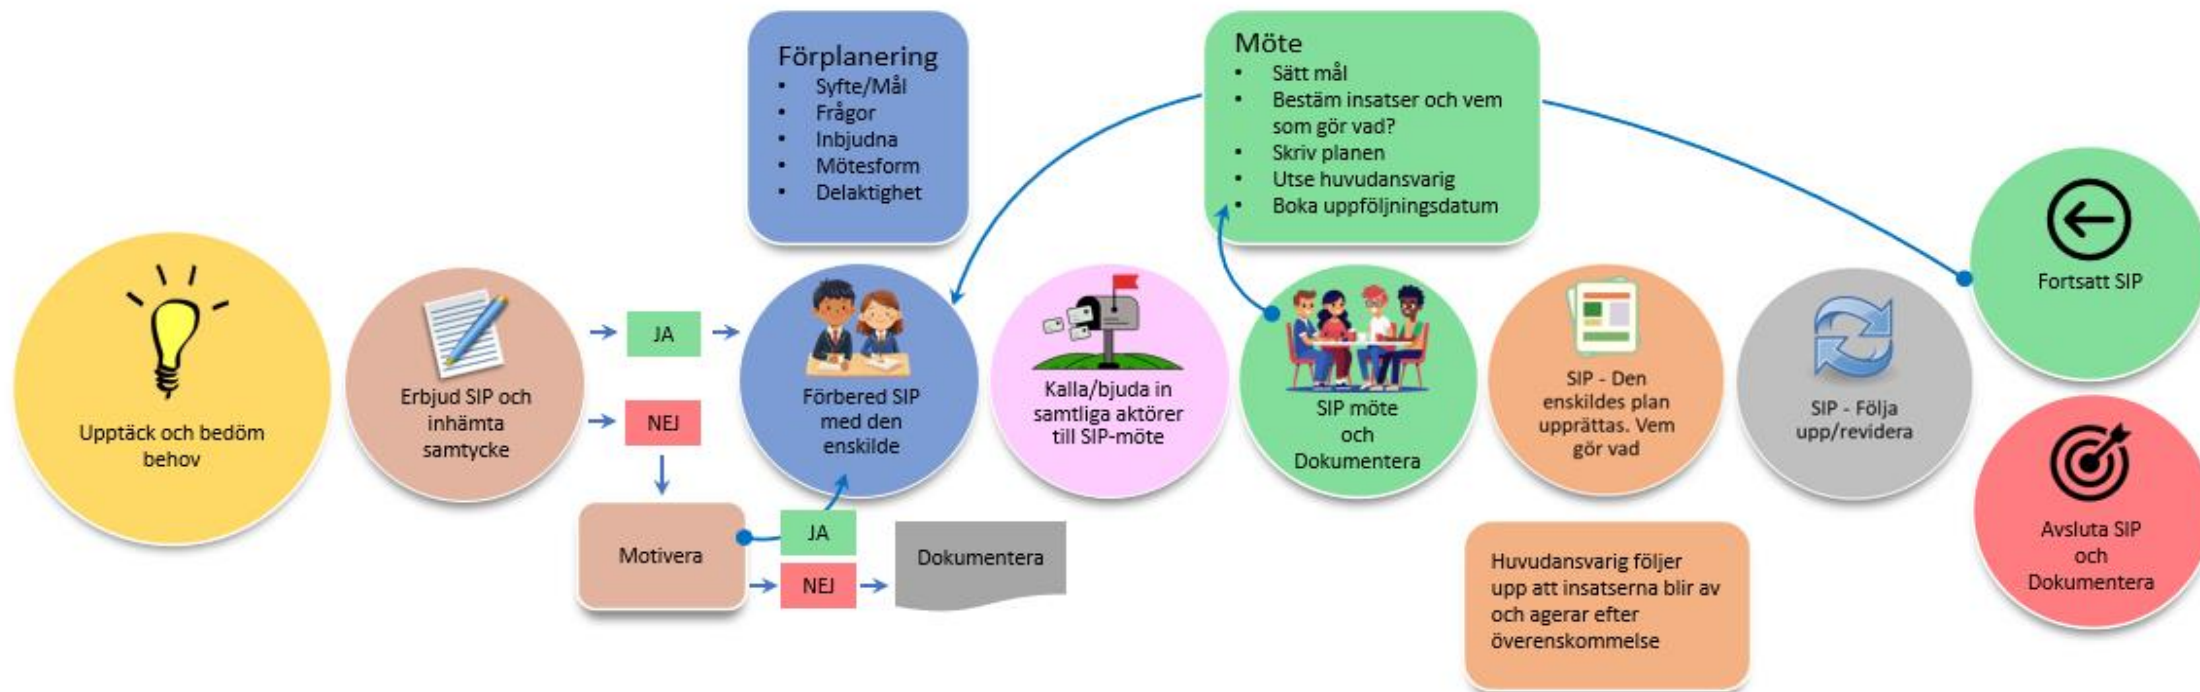 Förplanering
• Syfte/Mål
• Frågor
• Inbjudna
• Mötesform
• Delaktighet
Möte
• Sätt mål
• Bestäm insatser och vem
som gör vad?
• Skriv planen
• Utse huvudansvarig
• Boka uppföljningsdatum
Upptäck och bedöm
behov
Erbjud SIP och
inhämta
samtycke
JA
NEJ
Motivera
JA
NEJ
Dokumentera
Förbered SIP
med den
enskilde
Kalla/bjuda in
samtliga aktörer
till SIP-möte
SIP möte
och
Dokumentera
SIP - Den
enskildes plan
upprättas. Vem
gör vad
Huvudansvarig följer
upp att insatserna blir av
och agerar efter
överenskommelse
SIP - Följa
upp/revidera
Fortsatt SIP
Avsluta SIP
och
Dokumentera